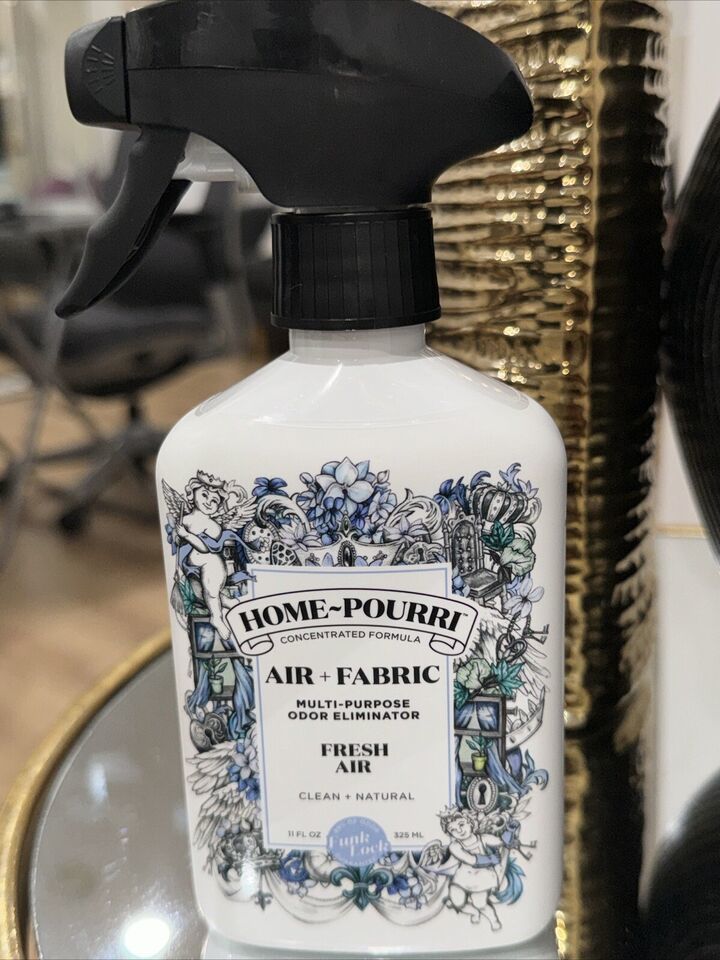 HOME~POURRI™
CONCENTRATED FORMULA
AIR + FABRIC
MULTI-PURPOSE
ODOR ELIMINATOR
FRESH
AIR
CLEAN + NATURAL
11 FL OZ 325 ML
Funk
Lock